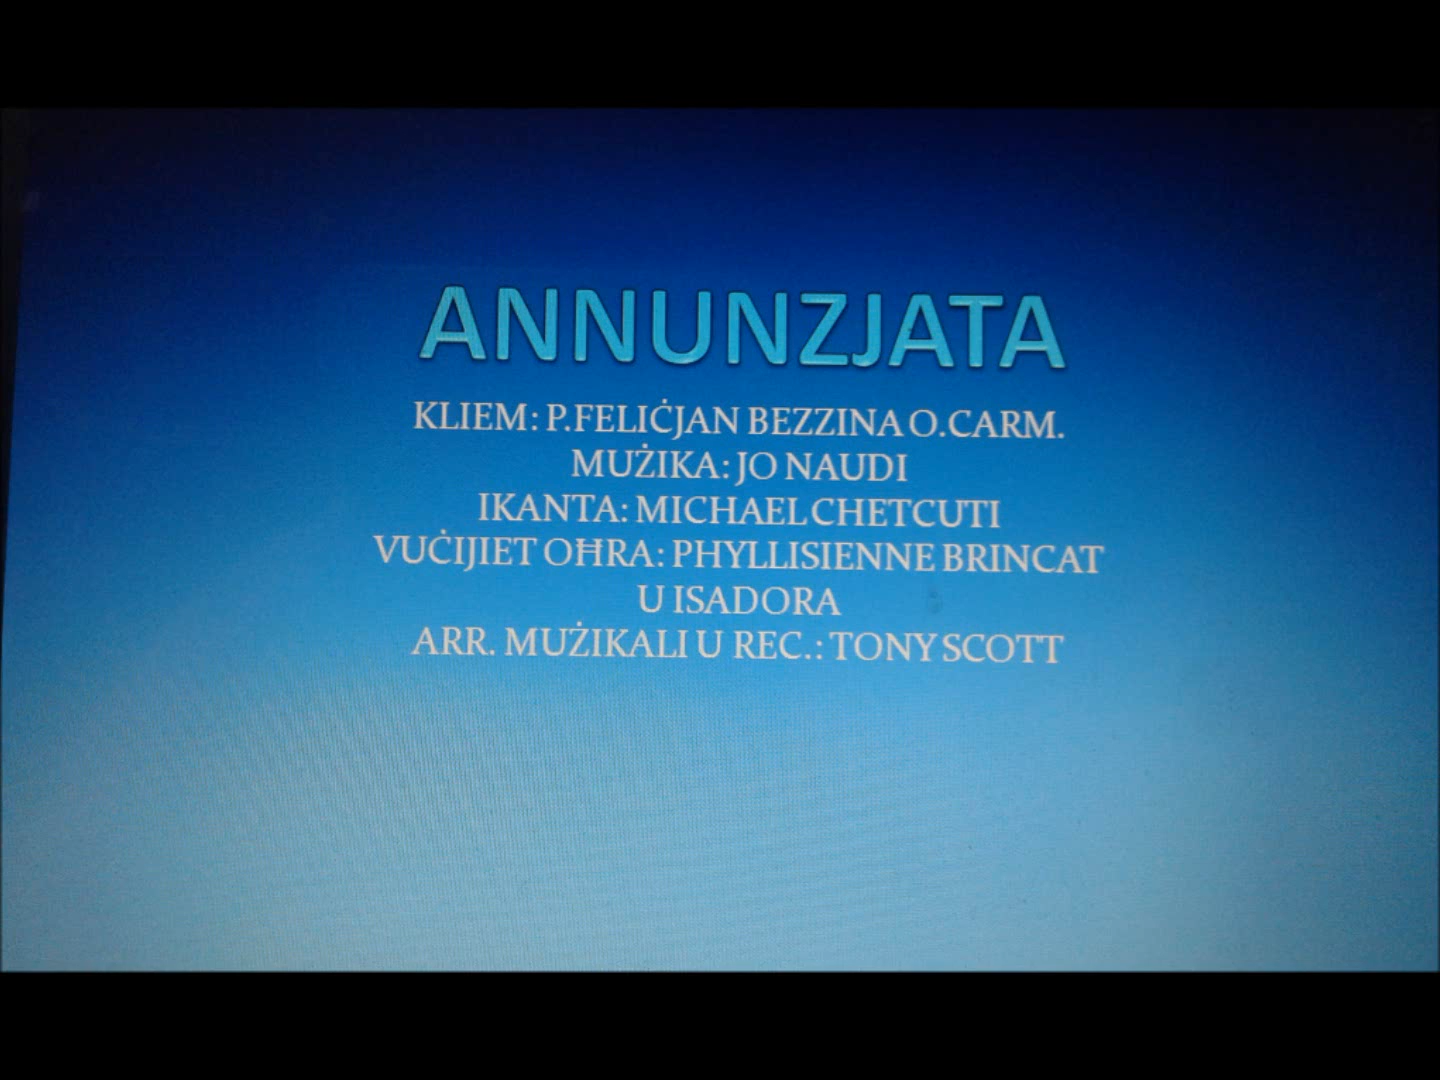 ANNUNZJATA
KLIEM: P.FELIĊJAN BEZZINA O.CARM.
MUŻIKA: JO NAUDI
IKANTA: MICHAEL CHETCUTI
VUĊIJIET OĦRA: PHYLLISIENNE BRINCAT
U ISADORA
ARR. MUŻIKALI U REC.: TONY SCOTT